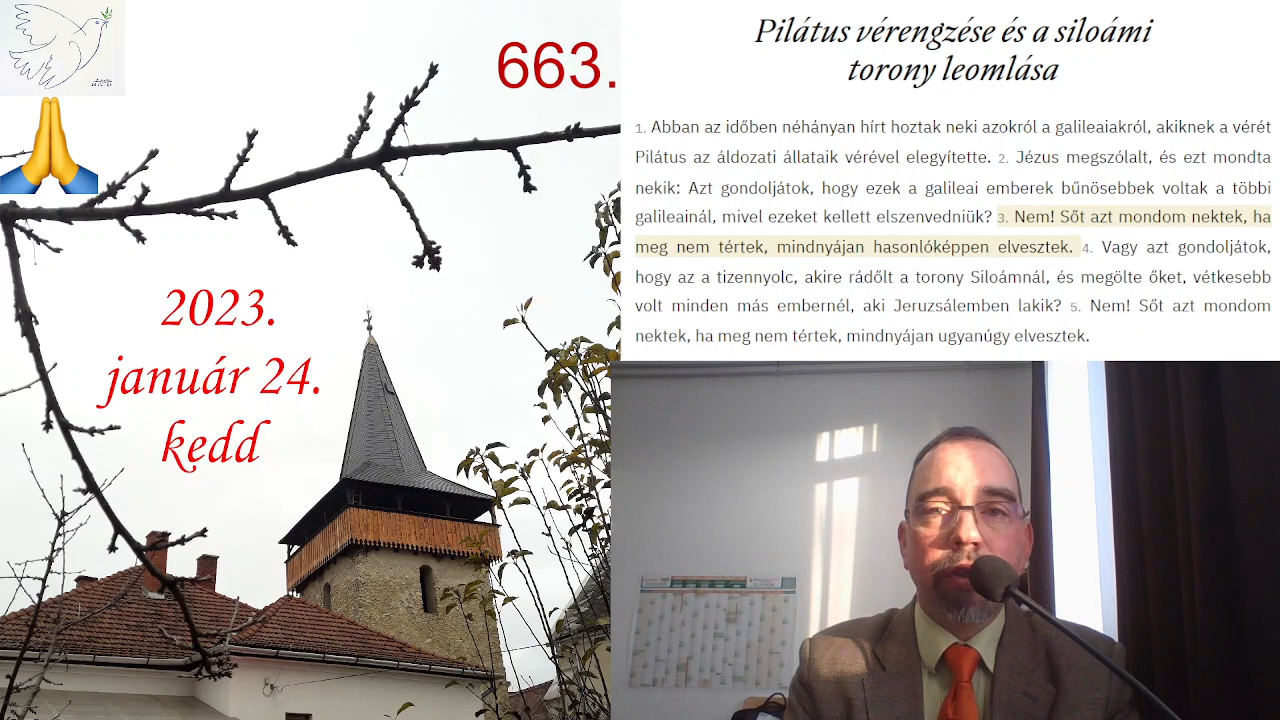 663.
2023.
január 24.
kedd
Pilátus vérengzése és a siloámi
torony leomlása
1. Abban az időben néhányan hírt hoztak neki azokról a galileaiakról, akiknek a vérét
Pilátus az áldozati állataik vérével elegyítette. 2. Jézus megszólalt, és ezt mondta
nekik: Azt gondoljátok, hogy ezek a galileai emberek bűnösebbek voltak a többi
galileainál, mivel ezeket kellett elszenvedniük? 3. Nem! Sőt azt mondom nektek, ha
meg nem tértek, mindnyájan hasonlóképpen elvesztek. 4. Vagy azt gondoljátok,
hogy az a tizennyolc, akire rádőlt a torony Siloámnál, és megölte őket, vétkesebb
volt minden más embernél, aki Jeruzsálemben lakik? 5. Nem! Sőt azt mondom
nektek, ha meg nem tértek, mindnyájan ugyanúgy elvesztek.